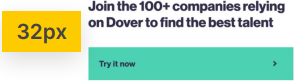 Join the 100+ companies relying
on Dover to find the best talent
32px
Try it now